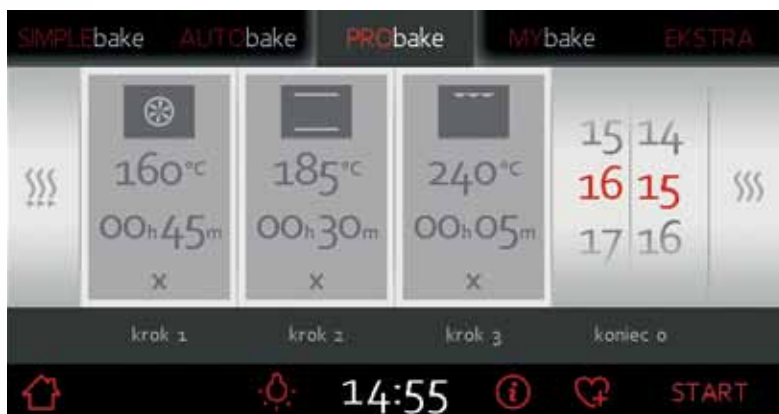 SIMPLEbake AUTObake PRObake MYbake EKSTRA
160°C 185°C 240°C 15 14
16 15
00h45m 00h30m 00h05m 17 16
x x x
krok 1 krok 2 krok 3 koniec o
14:55 i START